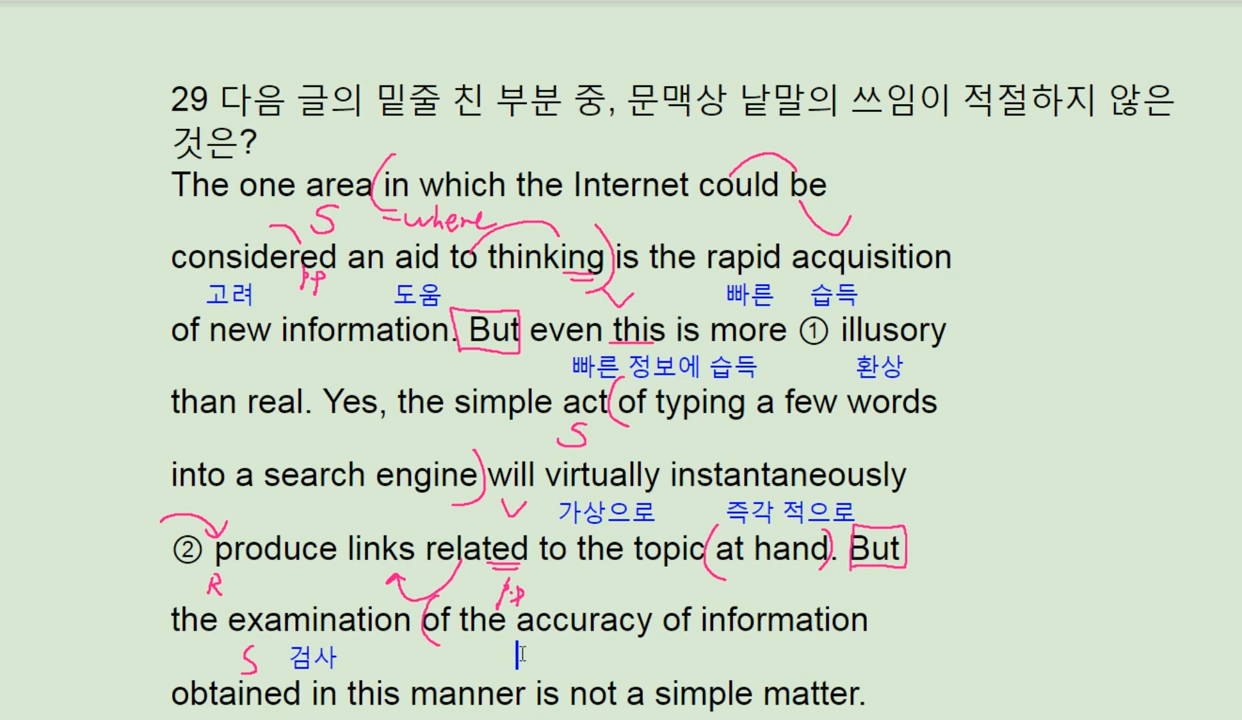 29 다음 글의 밑줄 친 부분 중, 문맥상 낱말의 쓰임이 적절하지 않은
것은?
The one area in which the Internet could be
S =where
considered an aid to thinking is the rapid acquisition
p.p V
고려 도움 빠른 습득
of new information. But even this is more ① illusory
빠른 정보에 습득 환상
than real. Yes, the simple act of typing a few words
S
into a search engine will virtually instantaneously
V 가상으로 즉각 적으로
② produce links related to the topic at hand. But
R p.p
the examination of the accuracy of information
S 검사
obtained in this manner is not a simple matter.